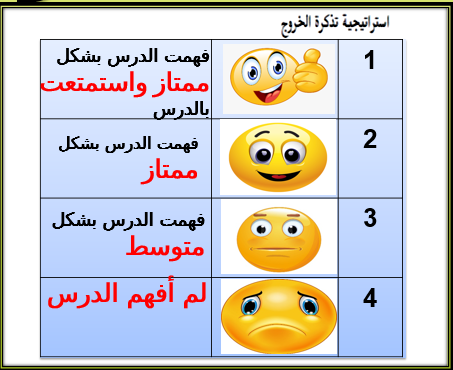 استراتيجية تذكرة الخروج
1
فهمت الدرس بشكل
ممتاز واستمتعت
بالدرس
2
فهمت الدرس بشكل
ممتاز
3
فهمت الدرس بشكل
متوسط
4
لم أفهم الدرس